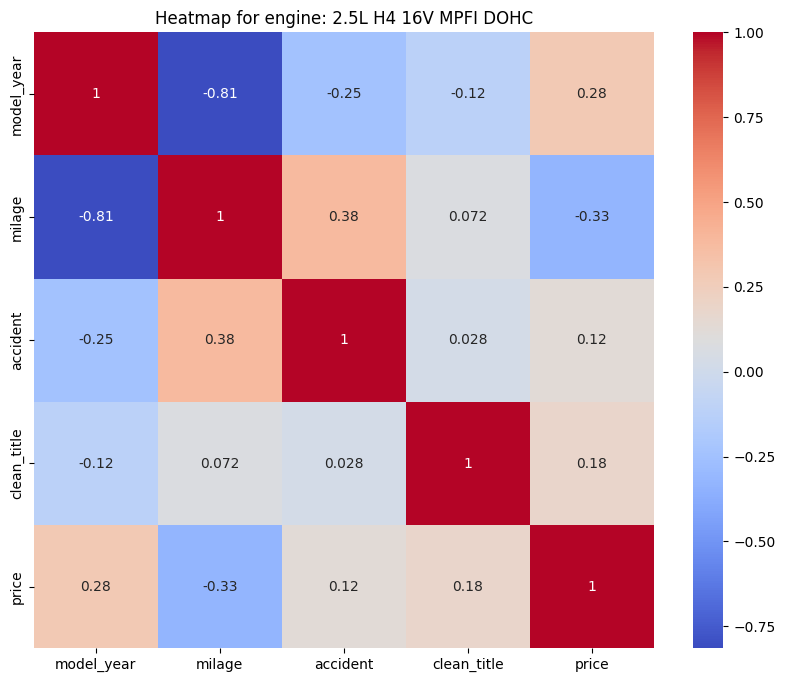 Heatmap for engine: 2.5L H4 16V MPFI DOHC
model_year 1 -0.81 -0.25 -0.12 0.28
milage -0.81 1 0.38 0.072 -0.33
accident -0.25 0.38 1 0.028 0.12
clean_title -0.12 0.072 0.028 1 0.18
price 0.28 -0.33 0.12 0.18 1
model_year milage accident clean_title price
1.00
0.75
0.50
0.25
0.00
−0.25
−0.50
−0.75